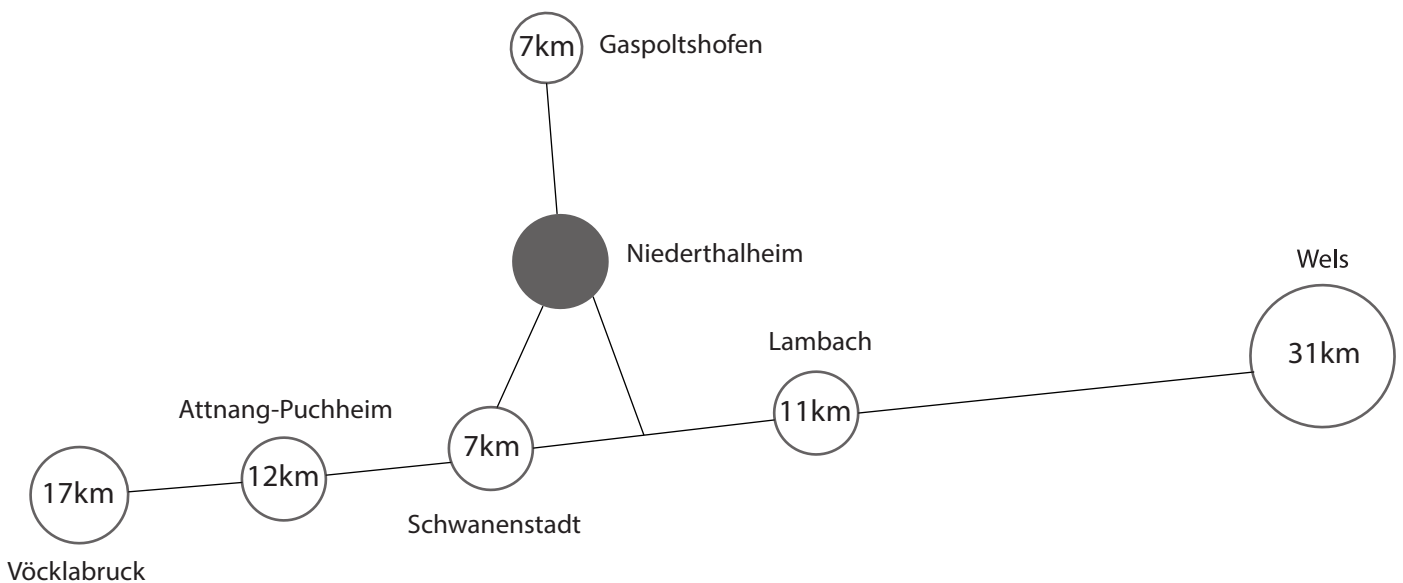 7km Gaspoltshofen
Niederthalheim
Wels
31km
Lambach
11km
Attnang-Puchheim
7km
12km
17km
Schwanenstadt
Vöcklabruck